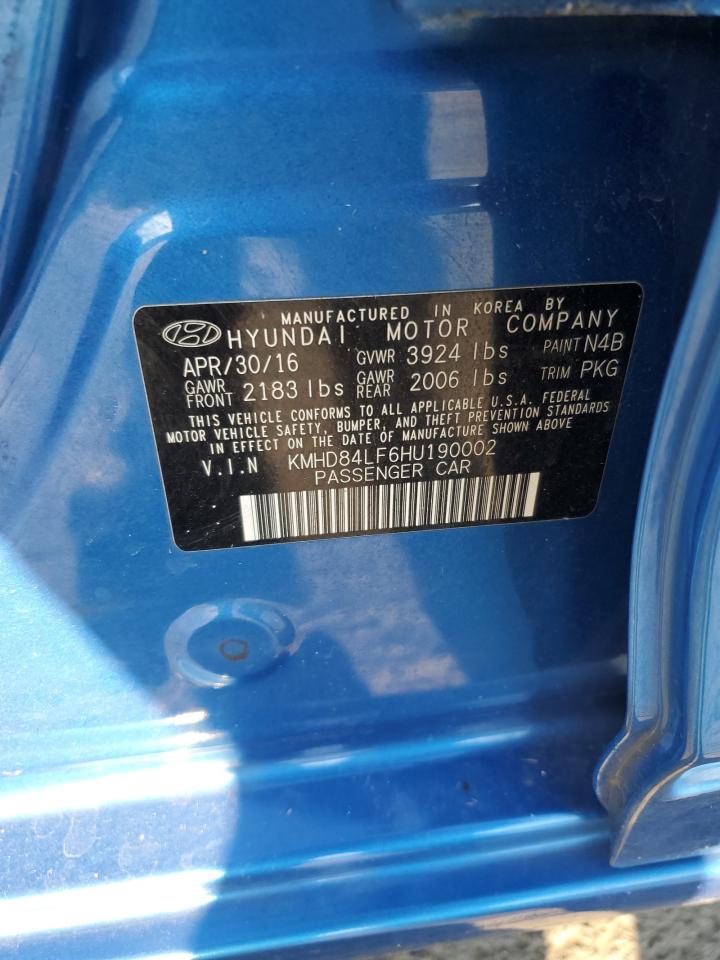 MANUFACTURED IN KOREA BY
HYUNDAI MOTOR COMPANY
APR/30/16 GVWR 3924 lbs PAINT N4B
GAWR FRONT 2183 lbs GAWR REAR 2006 lbs TRIM PKG
THIS VEHICLE CONFORMS TO ALL APPLICABLE U.S.A. FEDERAL
MOTOR VEHICLE SAFETY, BUMPER, AND THEFT PREVENTION STANDARDS
IN EFFECT ON THE DATE OF MANUFACTURE SHOWN ABOVE
V.I.N KMHD84LF6HU190002
PASSENGER CAR